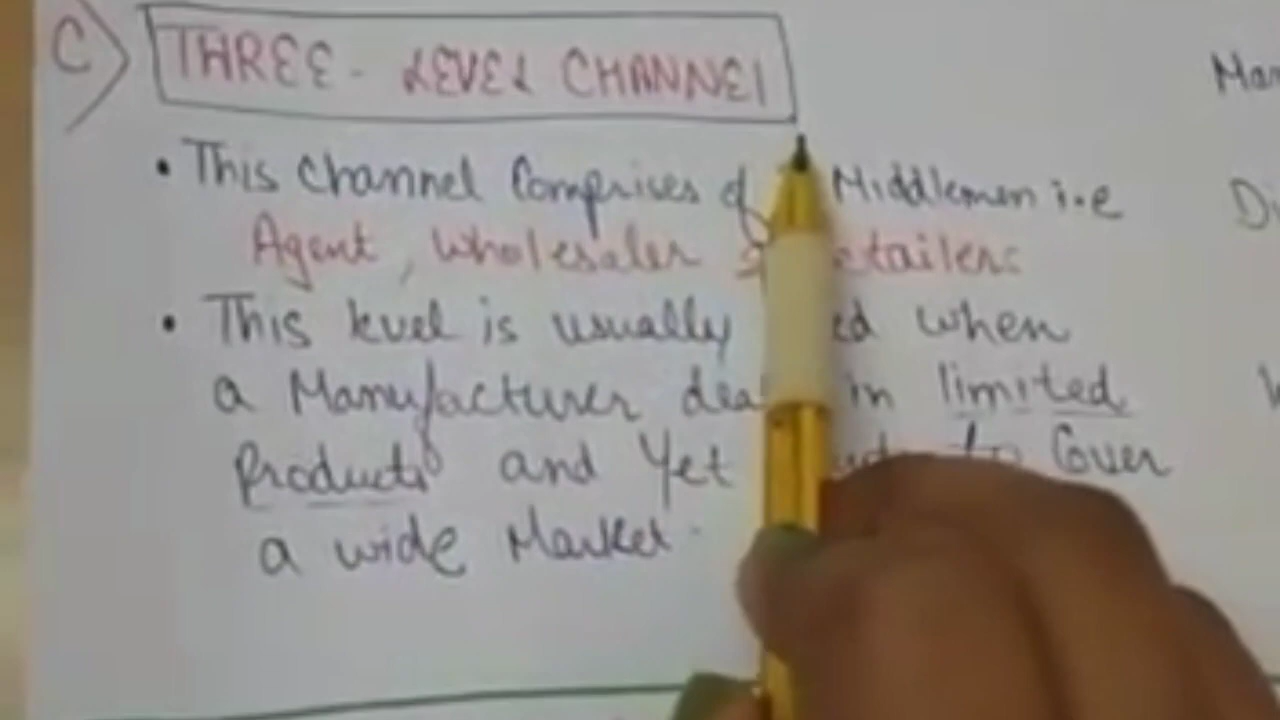 C) THREE - LEVEL CHANNEL
• This Channel Comprises of Middlemen i.e
Agent, Wholesaler
• This level is usually when
a Manufacturer in limited
Products and Yet to Cover
a wide Market.